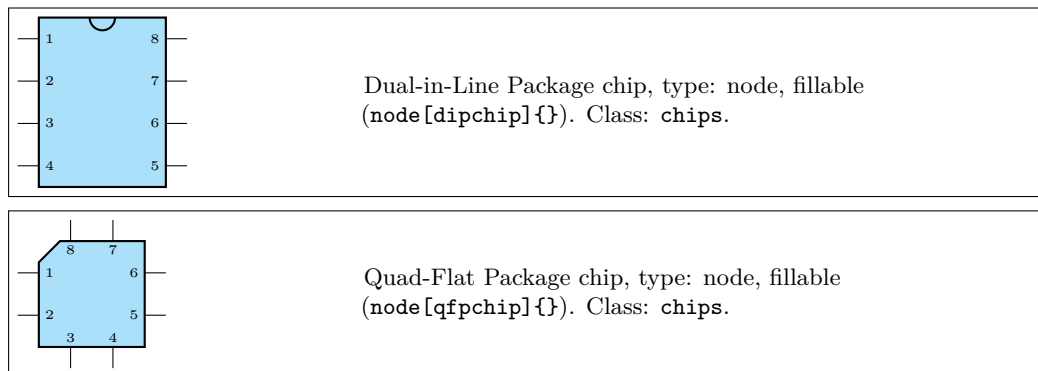 1 8
2 7
3 6
4 5
Dual-in-Line Package chip, type: node, fillable
(node[dipchip]{}). Class: chips.
8 7
1 6
2 5
3 4
Quad-Flat Package chip, type: node, fillable
(node[qfpchip]{}). Class: chips.